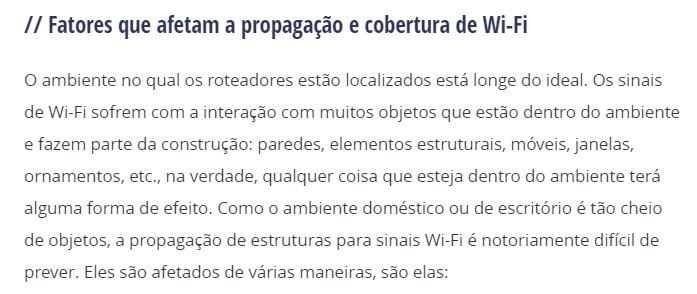 // Fatores que afetam a propagação e cobertura de Wi-Fi
O ambiente no qual os roteadores estão localizados está longe do ideal. Os sinais
de Wi-Fi sofrem com a interação com muitos objetos que estão dentro do ambiente
e fazem parte da construção: paredes, elementos estruturais, móveis, janelas,
ornamentos, etc., na verdade, qualquer coisa que esteja dentro do ambiente terá
alguma forma de efeito. Como o ambiente doméstico ou de escritório é tão cheio
de objetos, a propagação de estruturas para sinais Wi-Fi é notoriamente difícil de
prever. Eles são afetados de várias maneiras, são elas: